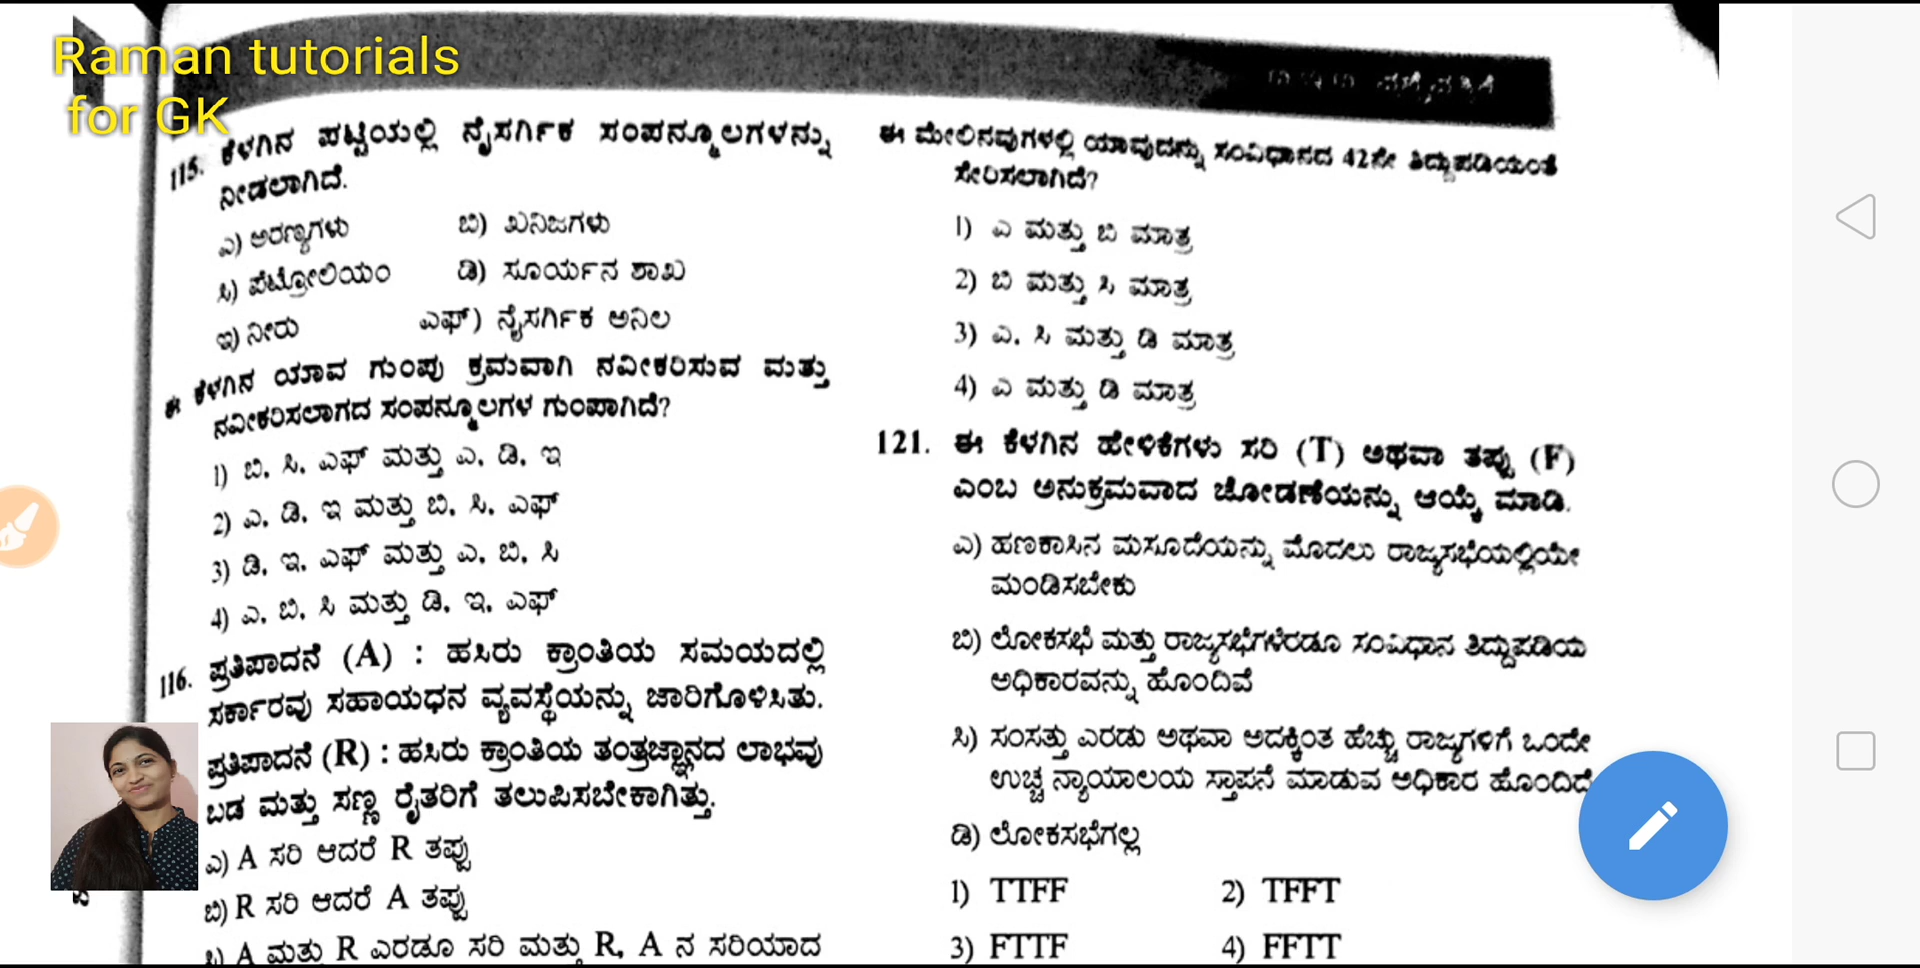 Raman tutorials
for GK
115. ಕೆಳಗಿನ ಪಟ್ಟಿಯಲ್ಲಿ ನೈಸರ್ಗಿಕ ಸಂಪನ್ಮೂಲಗಳನ್ನು
ನೀಡಲಾಗಿದೆ.
ಎ) ಅರಣ್ಯಗಳು ಬಿ) ಖನಿಜಗಳು
ಸಿ) ಪೆಟ್ರೋಲಿಯಂ ಡಿ) ಸೂರ್ಯನ ಶಾಖ
ಇ) ನೀರು ಎಫ್) ನೈಸರ್ಗಿಕ ಅನಿಲ
ಈ ಕೆಳಗಿನ ಯಾವ ಗುಂಪು ಕ್ರಮವಾಗಿ ನವೀಕರಿಸುವ ಮತ್ತು
ನವೀಕರಿಸಲಾಗದ ಸಂಪನ್ಮೂಲಗಳ ಗುಂಪಾಗಿದೆ?
1) ಬಿ, ಸಿ, ಎಫ್ ಮತ್ತು ಎ, ಡಿ, ಇ
2) ಎ, ಡಿ, ಇ ಮತ್ತು ಬಿ, ಸಿ, ಎಫ್
3) ಡಿ, ಇ, ಎಫ್ ಮತ್ತು ಎ, ಬಿ, ಸಿ
4) ಎ, ಬಿ, ಸಿ ಮತ್ತು ಡಿ, ಇ, ಎಫ್
116. ಪ್ರತಿಪಾದನೆ (A) : ಹಸಿರು ಕ್ರಾಂತಿಯ ಸಮಯದಲ್ಲಿ
ಸರ್ಕಾರವು ಸಹಾಯಧನ ವ್ಯವಸ್ಥೆಯನ್ನು ಜಾರಿಗೊಳಿಸಿತು.
ಪ್ರತಿಪಾದನೆ (R) : ಹಸಿರು ಕ್ರಾಂತಿಯ ತಂತ್ರಜ್ಞಾನದ ಲಾಭವು
ಬಡ ಮತ್ತು ಸಣ್ಣ ರೈತರಿಗೆ ತಲುಪಿಸಬೇಕಾಗಿತ್ತು.
ಎ) A ಸರಿ ಆದರೆ R ತಪ್ಪು
ಬಿ) R ಸರಿ ಆದರೆ A ತಪ್ಪು
ಸಿ) A ಮತ್ತು R ಎರಡೂ ಸರಿ ಮತ್ತು R, A ನ ಸರಿಯಾದ
ಈ ಮೇಲಿನವುಗಳಲ್ಲಿ ಯಾವುದನ್ನು ಸಂವಿಧಾನದ 42ನೇ ತಿದ್ದುಪಡಿಯಂತೆ
ಸೇರಿಸಲಾಗಿದೆ?
1) ಎ ಮತ್ತು ಬಿ ಮಾತ್ರ
2) ಬಿ ಮತ್ತು ಸಿ ಮಾತ್ರ
3) ಎ, ಸಿ ಮತ್ತು ಡಿ ಮಾತ್ರ
4) ಎ ಮತ್ತು ಡಿ ಮಾತ್ರ
121. ಈ ಕೆಳಗಿನ ಹೇಳಿಕೆಗಳು ಸರಿ (T) ಅಥವಾ ತಪ್ಪು (F)
ಎಂಬ ಅನುಕ್ರಮವಾದ ಜೋಡಣೆಯನ್ನು ಆಯ್ಕೆ ಮಾಡಿ.
ಎ) ಹಣಕಾಸಿನ ಮಸೂದೆಯನ್ನು ಮೊದಲು ರಾಜ್ಯಸಭೆಯಲ್ಲಿಯೇ
ಮಂಡಿಸಬೇಕು
ಬಿ) ಲೋಕಸಭೆ ಮತ್ತು ರಾಜ್ಯಸಭೆಗಳೆರಡೂ ಸಂವಿಧಾನ ತಿದ್ದುಪಡಿಯ
ಅಧಿಕಾರವನ್ನು ಹೊಂದಿವೆ
ಸಿ) ಸಂಸತ್ತು ಎರಡು ಅಥವಾ ಅದಕ್ಕಿಂತ ಹೆಚ್ಚು ರಾಜ್ಯಗಳಿಗೆ ಒಂದೇ
ಉಚ್ಚ ನ್ಯಾಯಾಲಯ ಸ್ತಾಪನೆ ಮಾಡುವ ಅಧಿಕಾರ ಹೊಂದಿದೆ
ಡಿ) ಲೋಕಸಭೆಗಲ್ಲ
1) TTFF 2) TFFT
3) FTTF 4) FFTT